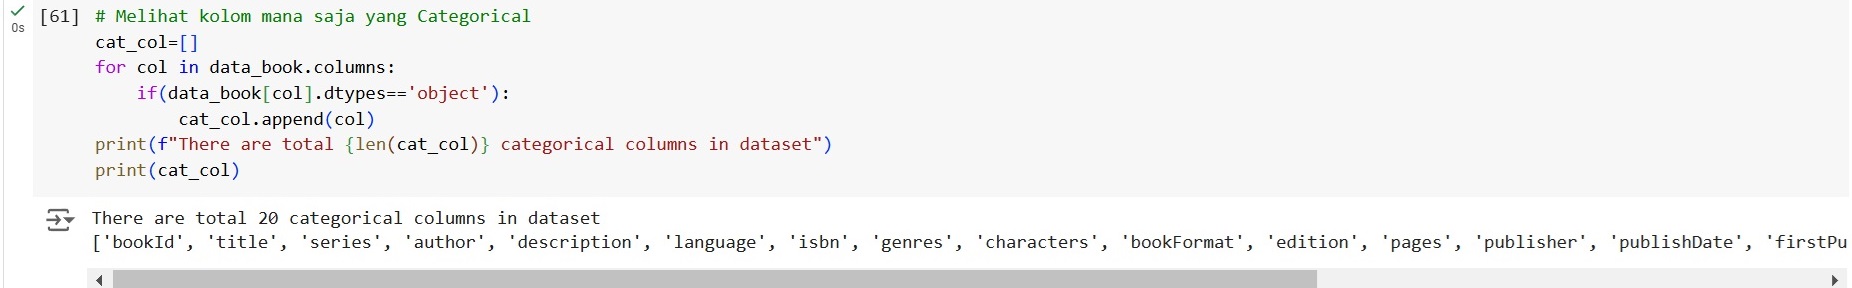 [61] # Melihat kolom mana saja yang Categorical
0s cat_col=[]
for col in data_book.columns:
    if(data_book[col].dtypes=='object'):
        cat_col.append(col)
print(f"There are total {len(cat_col)} categorical columns in dataset")
print(cat_col)
There are total 20 categorical columns in dataset
['bookId', 'title', 'series', 'author', 'description', 'language', 'isbn', 'genres', 'characters', 'bookFormat', 'edition', 'pages', 'publisher', 'publishDate', 'firstPu